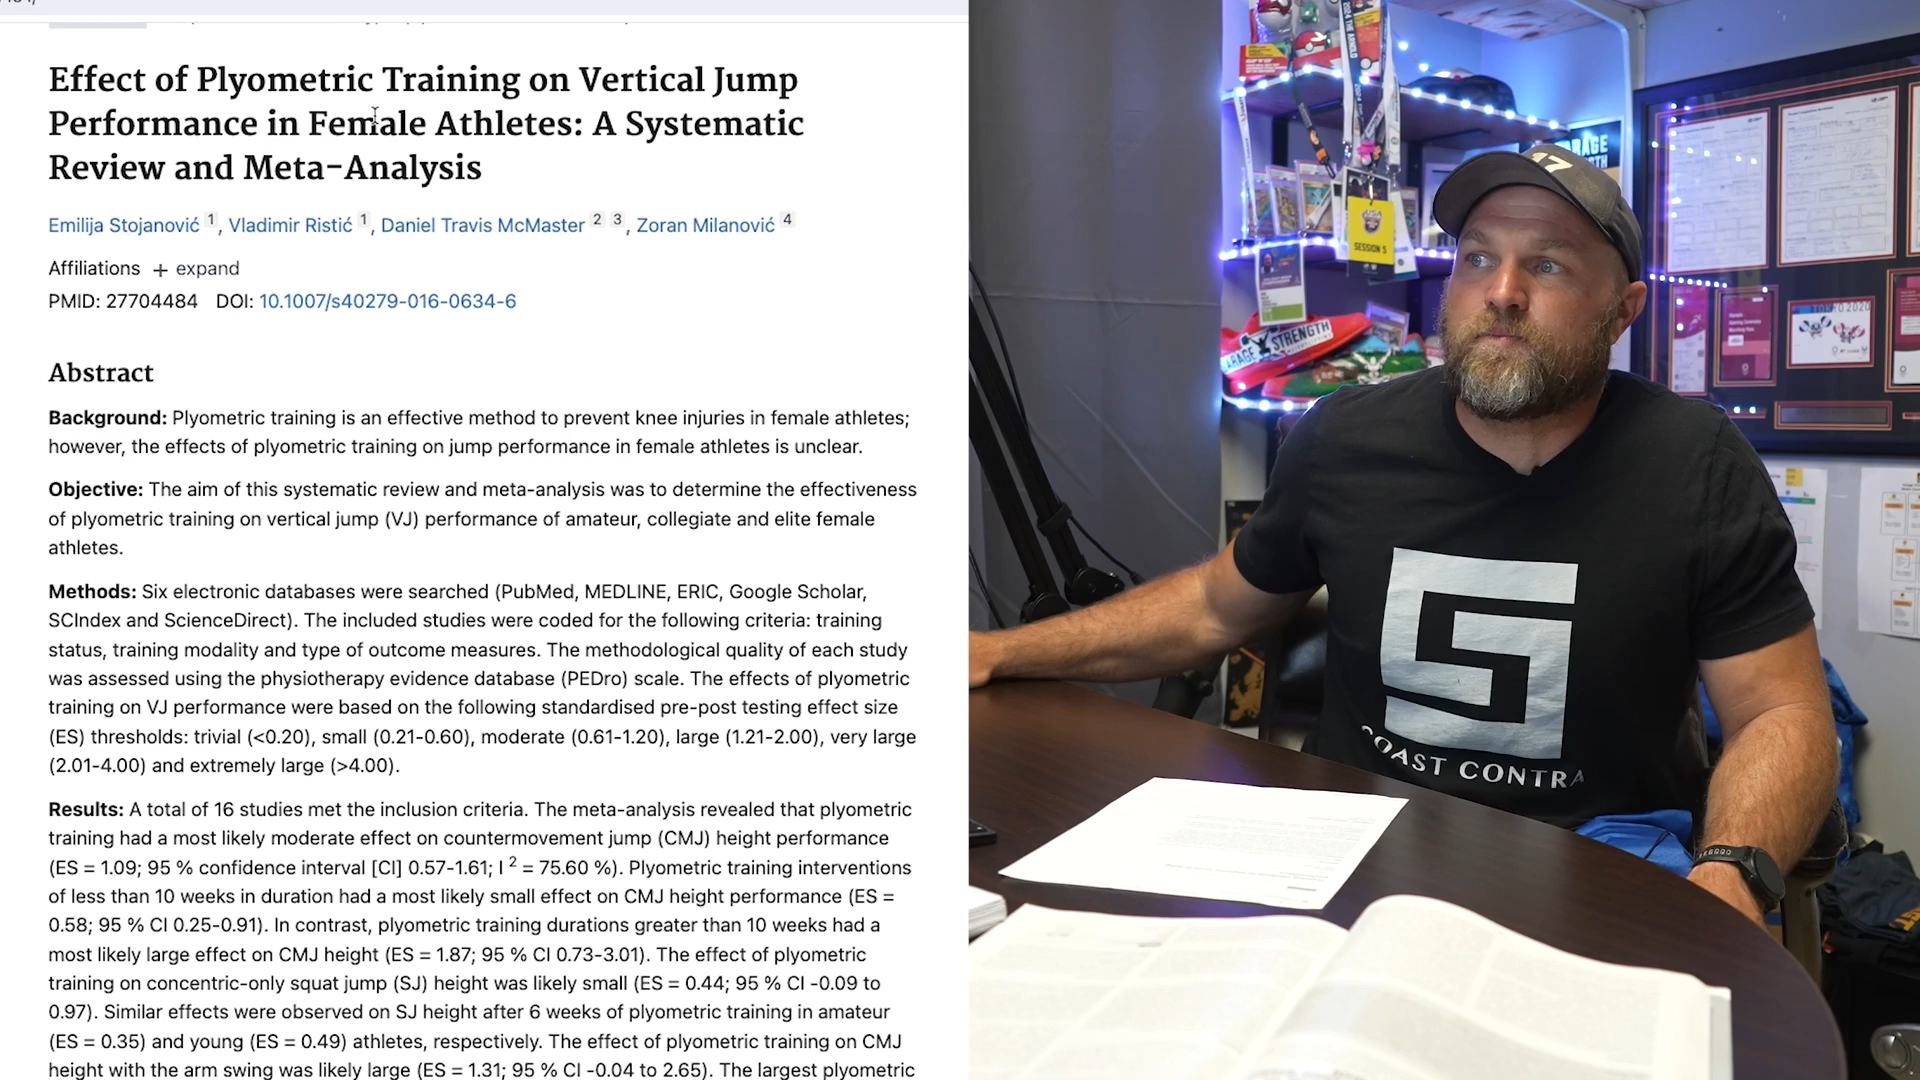 Effect of Plyometric Training on Vertical Jump
Performance in Female Athletes: A Systematic
Review and Meta-Analysis
Emilija Stojanović 1, Vladimir Ristić 1, Daniel Travis McMaster 2 3, Zoran Milanović 4
Affiliations + expand
PMID: 27704484 DOI: 10.1007/s40279-016-0634-6
Abstract
Background: Plyometric training is an effective method to prevent knee injuries in female athletes;
however, the effects of plyometric training on jump performance in female athletes is unclear.
Objective: The aim of this systematic review and meta-analysis was to determine the effectiveness
of plyometric training on vertical jump (VJ) performance of amateur, collegiate and elite female
athletes.
Methods: Six electronic databases were searched (PubMed, MEDLINE, ERIC, Google Scholar,
SCIndex and ScienceDirect). The included studies were coded for the following criteria: training
status, training modality and type of outcome measures. The methodological quality of each study
was assessed using the physiotherapy evidence database (PEDro) scale. The effects of plyometric
training on VJ performance were based on the following standardised pre-post testing effect size
(ES) thresholds: trivial (<0.20), small (0.21-0.60), moderate (0.61-1.20), large (1.21-2.00), very large
(2.01-4.00) and extremely large (>4.00).
Results: A total of 16 studies met the inclusion criteria. The meta-analysis revealed that plyometric
training had a most likely moderate effect on countermovement jump (CMJ) height performance
(ES = 1.09; 95 % confidence interval [CI] 0.57-1.61; I 2 = 75.60 %). Plyometric training interventions
of less than 10 weeks in duration had a most likely small effect on CMJ height performance (ES =
0.58; 95 % CI 0.25-0.91). In contrast, plyometric training durations greater than 10 weeks had a
most likely large effect on CMJ height (ES = 1.87; 95 % CI 0.73-3.01). The effect of plyometric
training on concentric-only squat jump (SJ) height was likely small (ES = 0.44; 95 % CI -0.09 to
0.97). Similar effects were observed on SJ height after 6 weeks of plyometric training in amateur
(ES = 0.35) and young (ES = 0.49) athletes, respectively. The effect of plyometric training on CMJ
height with the arm swing was likely large (ES = 1.31; 95 % CI -0.04 to 2.65). The largest plyometric
SESSION 5
GARAGE STRENGTH
17
COAST CONTRA